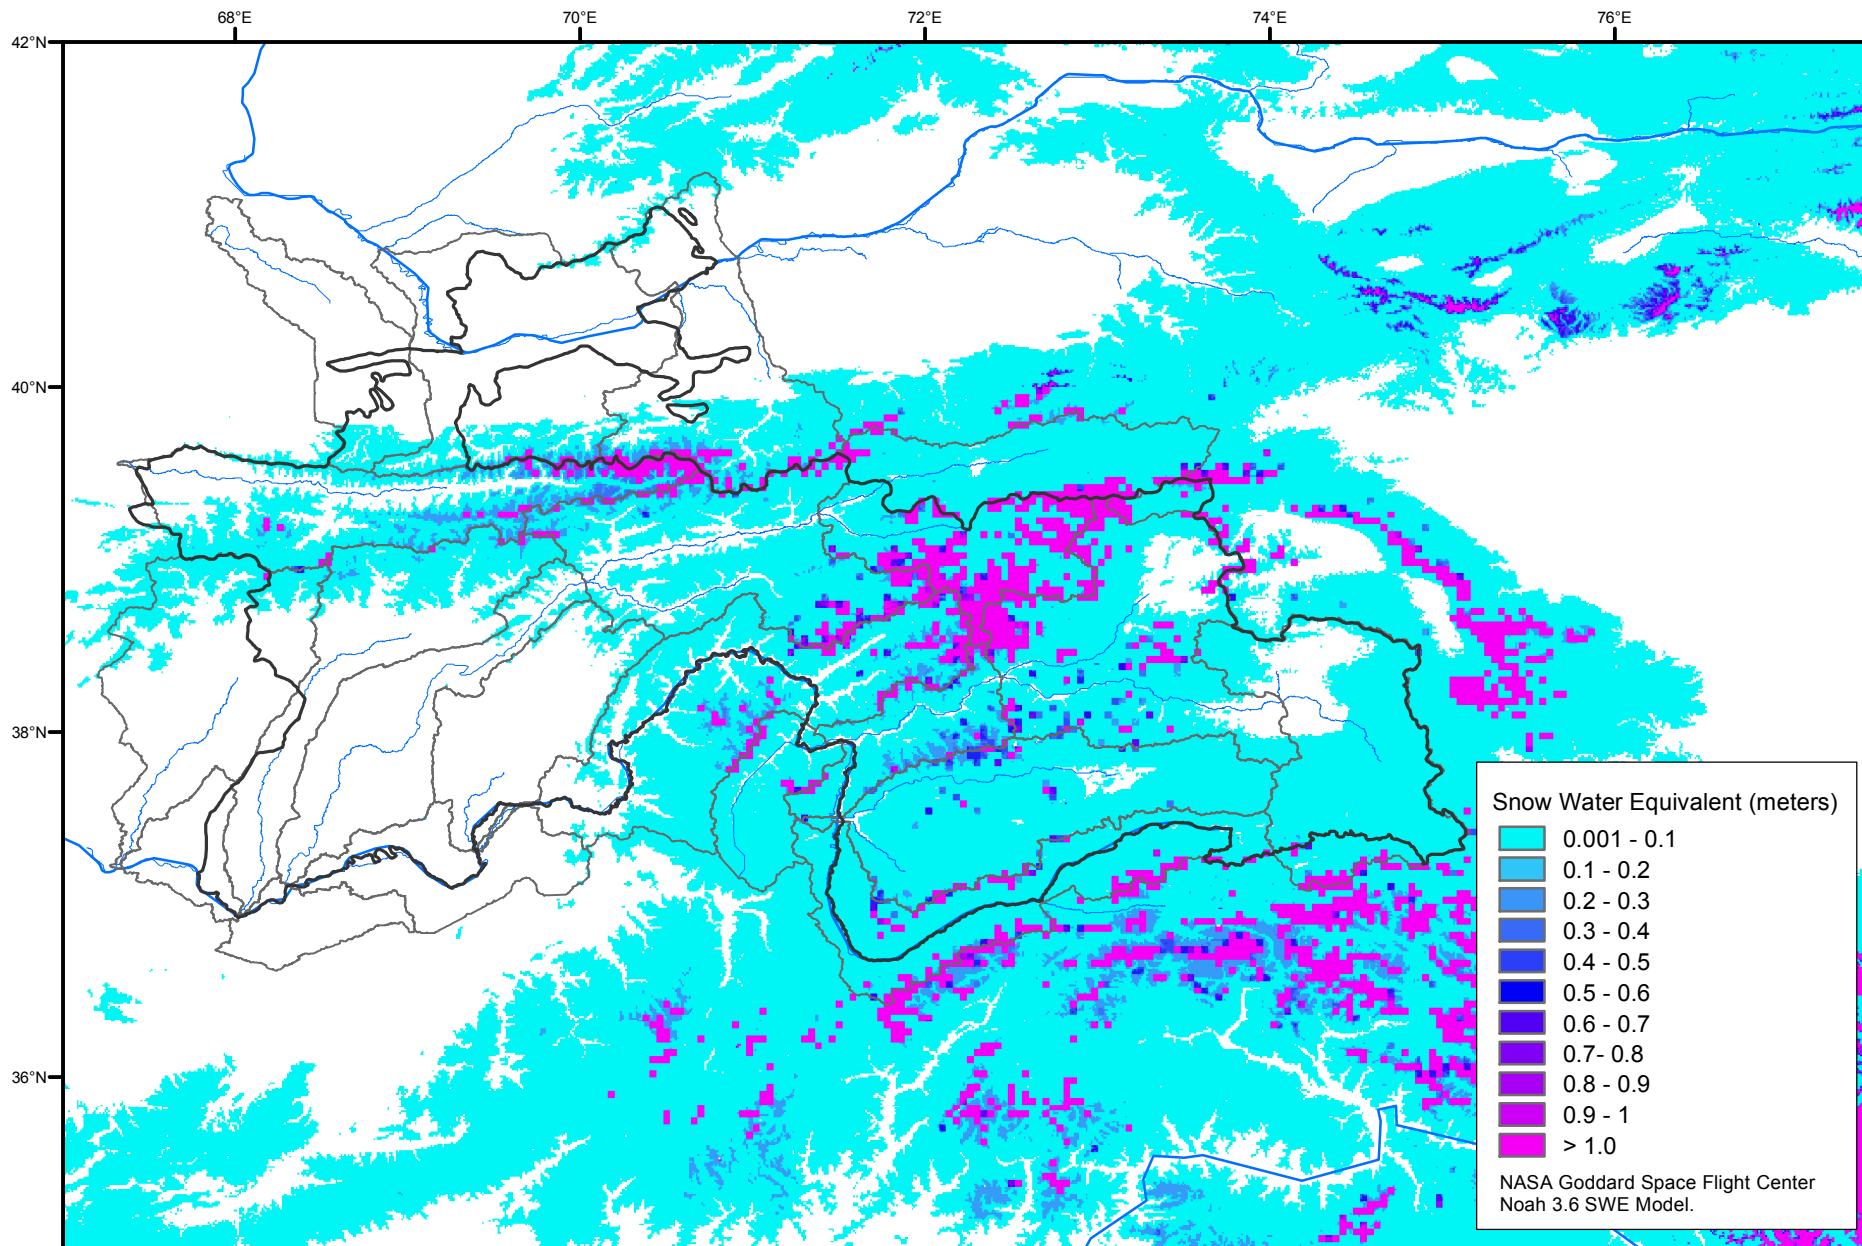 68°E 70°E 72°E 74°E 76°E
42°N
40°N
38°N
36°N
Snow Water Equivalent (meters)
0.001 - 0.1
0.1 - 0.2
0.2 - 0.3
0.3 - 0.4
0.4 - 0.5
0.5 - 0.6
0.6 - 0.7
0.7- 0.8
0.8 - 0.9
0.9 - 1
> 1.0
NASA Goddard Space Flight Center
Noah 3.6 SWE Model.